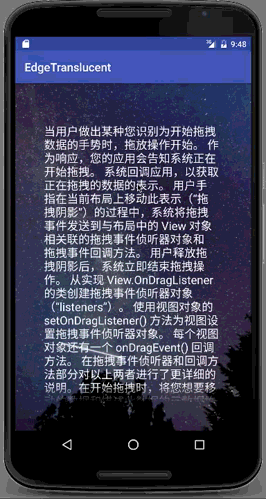 9:48
EdgeTranslucent
当用户做出某种您识别为开始拖拽
数据的手势时，拖放操作开始。 作
为响应，您的应用会告知系统正在
开始拖拽。 系统回调应用，以获取
正在拖拽的数据的表示。 用户手
指在当前布局上移动此表示（“拖
拽阴影”）的过程中，系统将拖拽
事件发送到与布局中的 View 对象
相关联的拖拽事件侦听器对象和
拖拽事件回调方法。 用户释放拖
拽阴影后，系统立即结束拖拽操
作。 从实现 View.OnDragListener
的类创建拖拽事件侦听器对象
（“listeners”）。 使用视图对象的
setOnDragListener() 方法为视图设
置拖拽事件侦听器对象。 每个视图
对象还有一个 onDragEvent() 回调
方法。 在拖拽事件侦听器和回调方
法部分对以上两者进行了更详细的
说明。在开始拖拽时，将您想要移